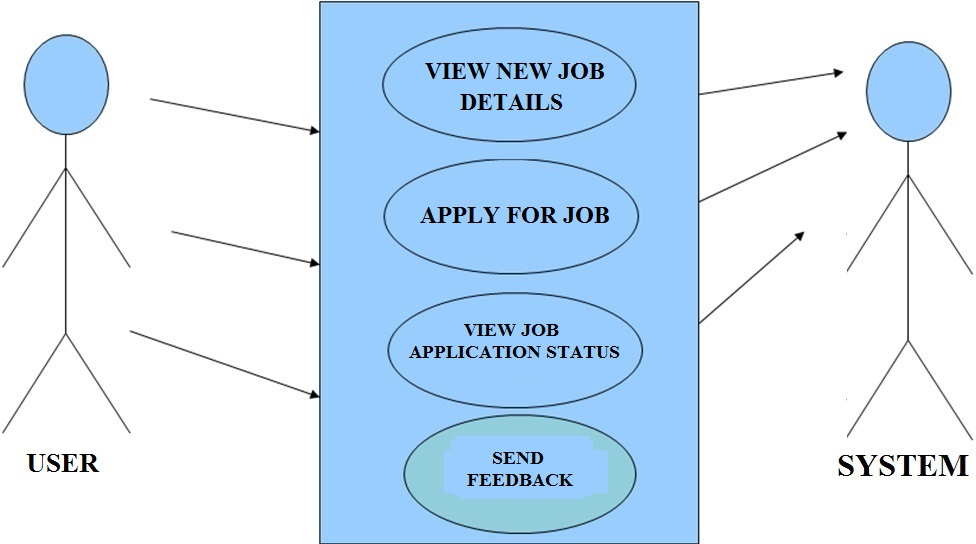 VIEW NEW JOB
DETAILS
APPLY FOR JOB
VIEW JOB
APPLICATION STATUS
SEND
FEEDBACK
USER
SYSTEM